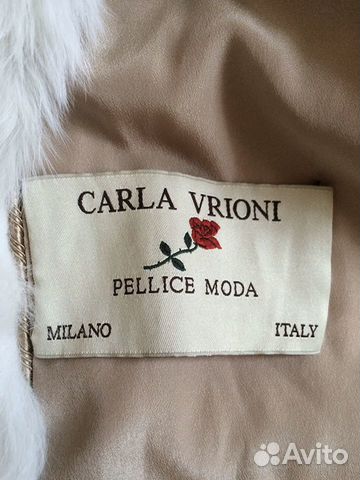 CARLA VRIONI
PELLICE MODA
MILANO ITALY
Avito